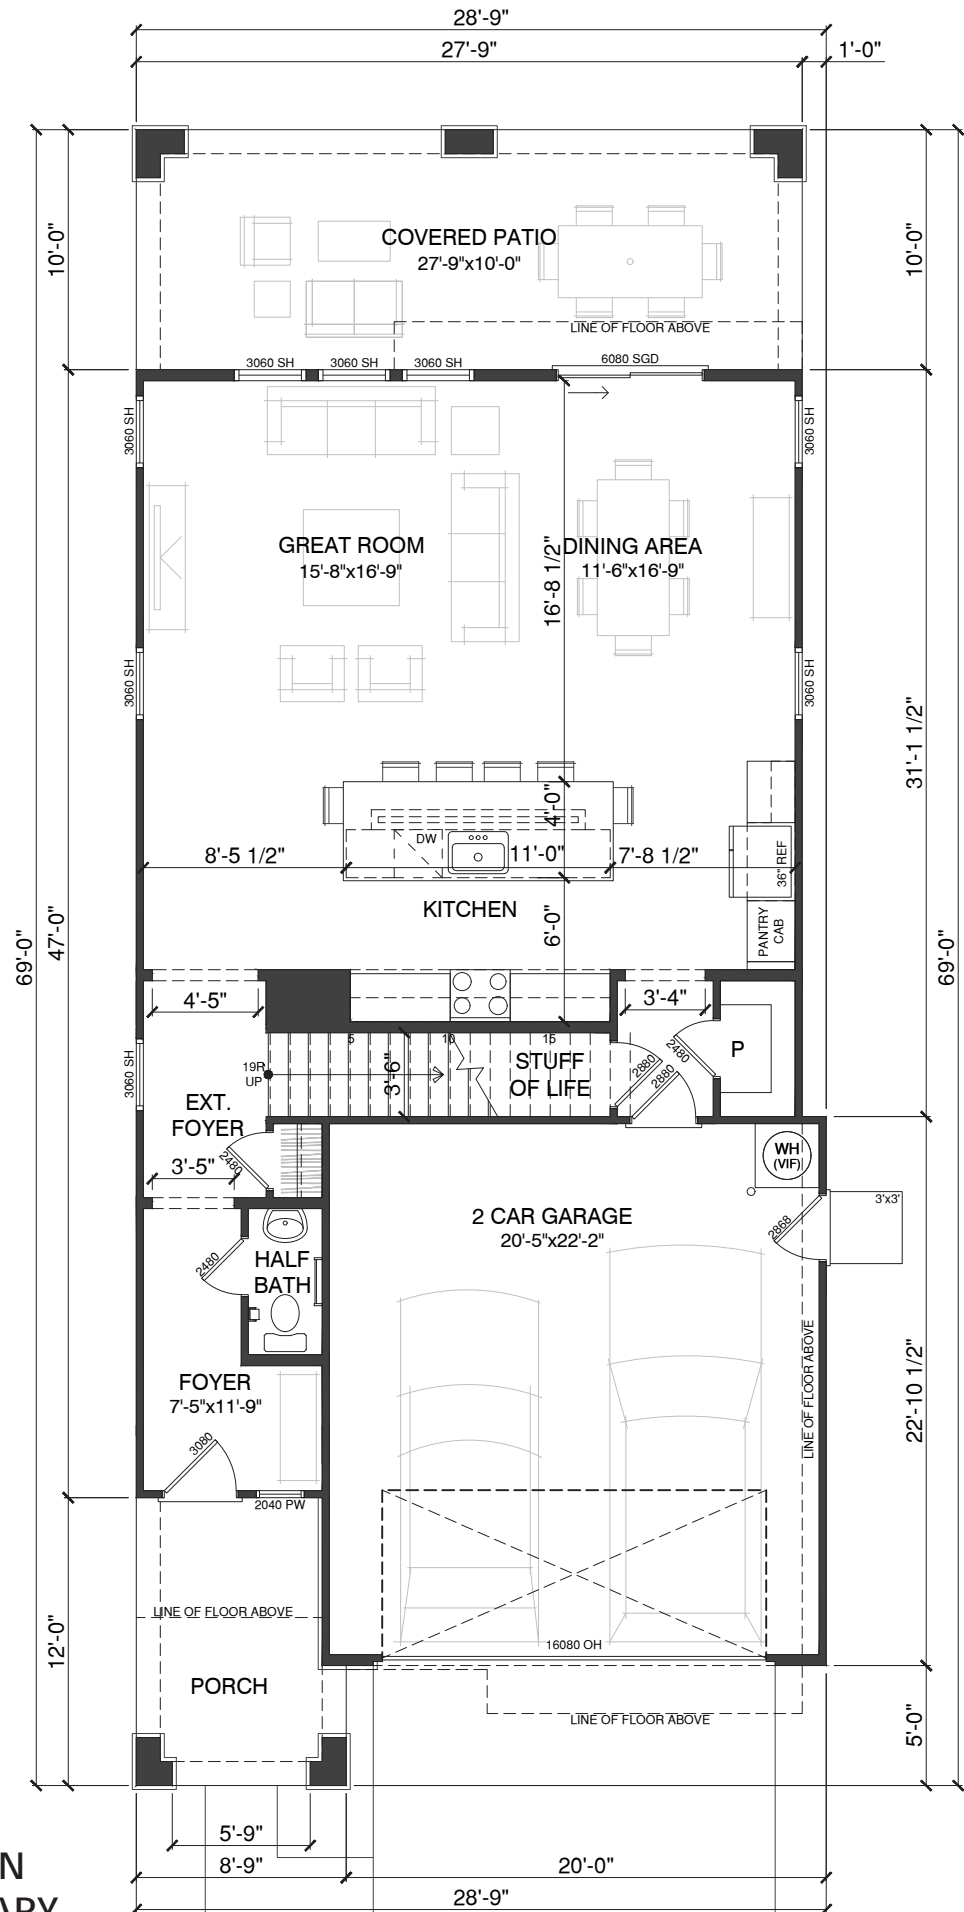 28'-9"
27'-9"
1'-0"
10'-0"
COVERED PATIO
27'-9"x10'-0"
10'-0"
LINE OF FLOOR ABOVE
3060 SH
3060 SH
3060 SH
6080 SGD
3060 SH
3060 SH
GREAT ROOM
15'-8"x16'-9"
16'-8 1/2"
DINING AREA
11'-6"x16'-9"
3060 SH
3060 SH
31'-1 1/2"
4'-0"
DW
8'-5 1/2"
11'-0"
7'-8 1/2"
36" REF
KITCHEN
6'-0"
PANTRY
CAB
69'-0"
47'-0"
69'-0"
4'-5"
3'-4"
5
10
15
3060 SH
19R
UP
3'-6"
STUFF
OF LIFE
2880
2880
2480
P
EXT.
FOYER
2480
3'-5"
WH
(VIF)
3'x3'
2868
2 CAR GARAGE
20'-5"x22'-2"
2480
HALF
BATH
LINE OF FLOOR ABOVE
22'-10 1/2"
FOYER
7'-5"x11'-9"
3080
2040 PW
LINE OF FLOOR ABOVE
16080 OH
12'-0"
PORCH
LINE OF FLOOR ABOVE
5'-0"
5'-9"
8'-9"
20'-0"
28'-9"
N
ARY